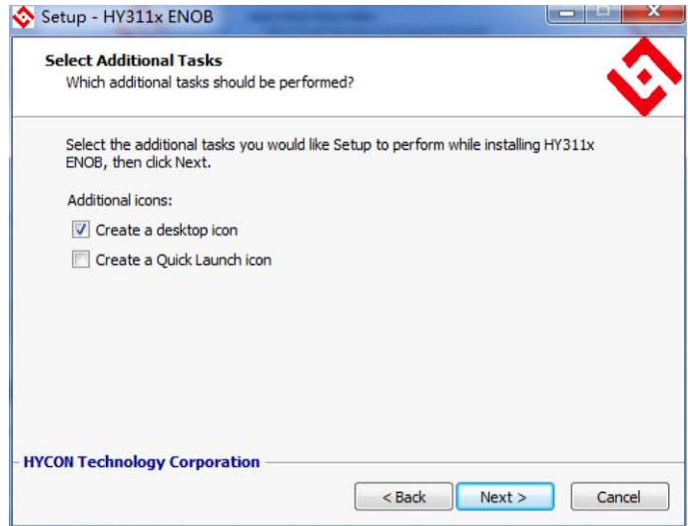 Setup - HY311x ENOB
Select Additional Tasks
Which additional tasks should be performed?
Select the additional tasks you would like Setup to perform while installing HY311x
ENOB, then click Next.
Additional icons:
Create a desktop icon
Create a Quick Launch icon
HYCON Technology Corporation
< Back Next > Cancel